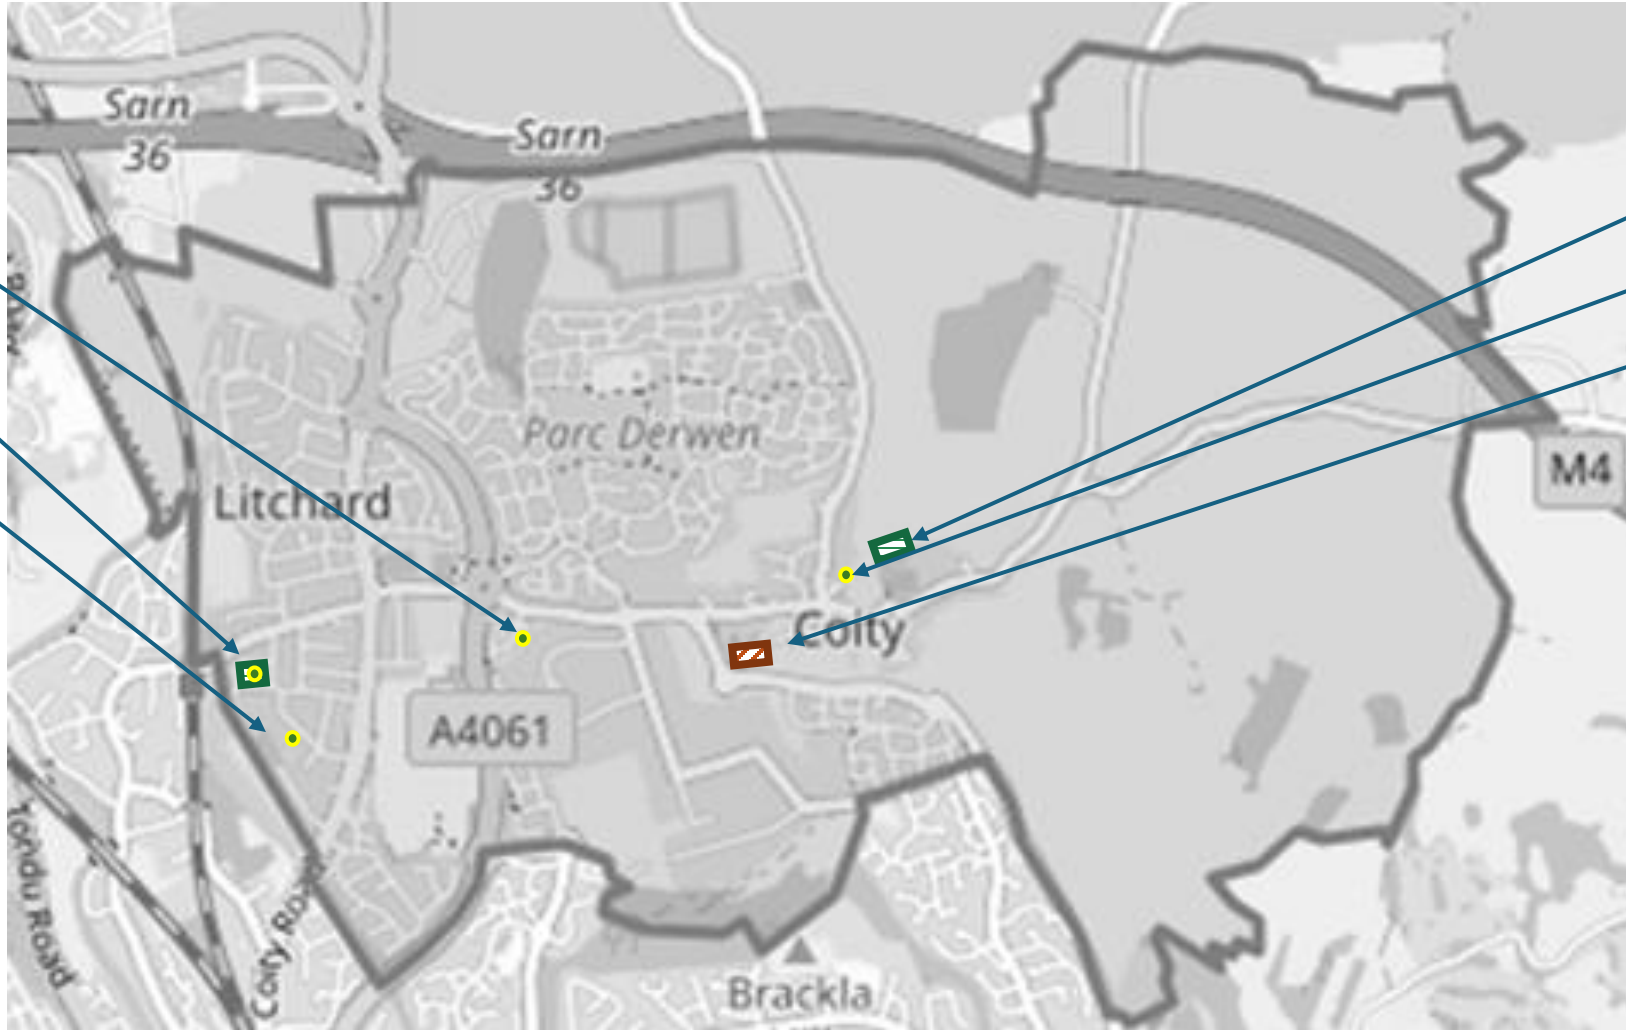 Sarn
36
Sarn
36
Parc Derwen
M4
Litchard
Coity
A4061
Tondu Road
Coity Road
Brackla